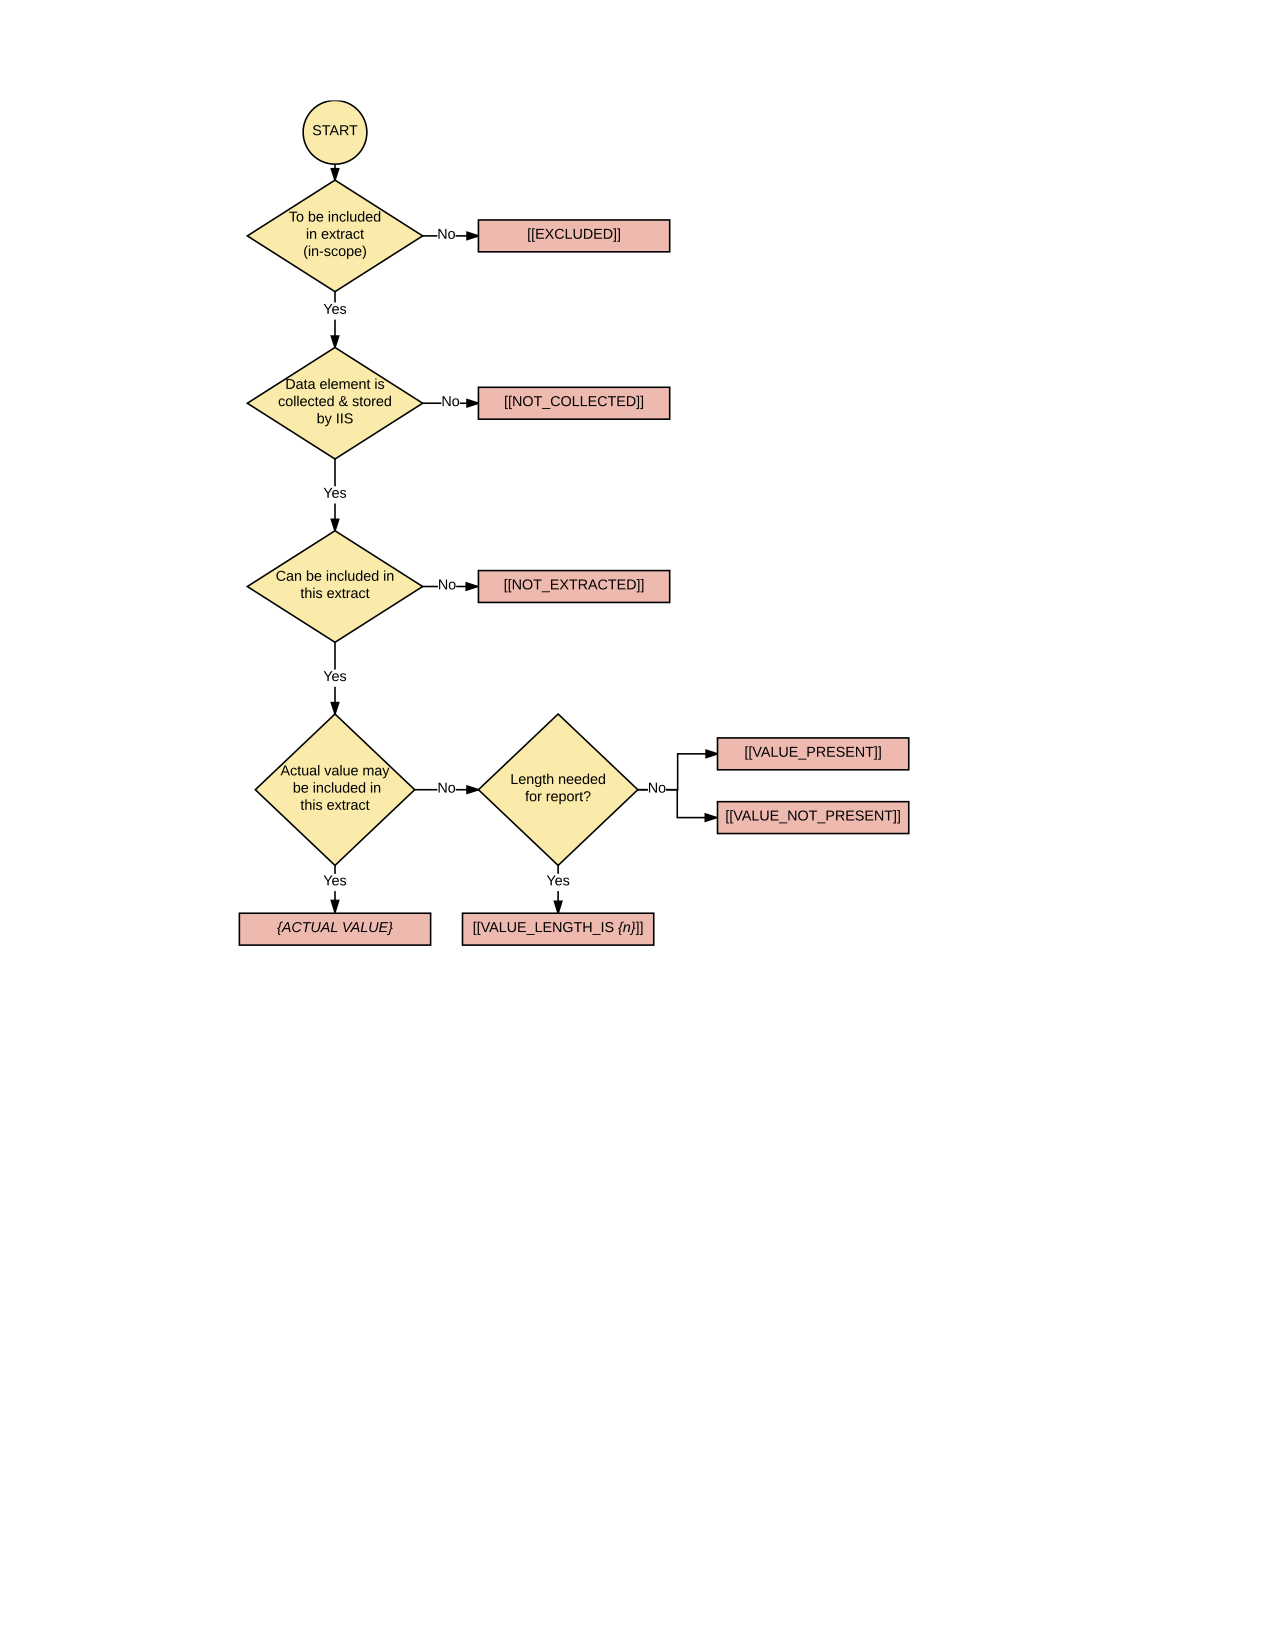 START
To be included
in extract
(in-scope)
No
[[EXCLUDED]]
Yes
Data element is
collected & stored
by IIS
No
[[NOT_COLLECTED]]
Yes
Can be included in
this extract
No
[[NOT_EXTRACTED]]
Yes
Actual value may
be included in
this extract
No
Length needed
for report?
No
[[VALUE_PRESENT]]
[[VALUE_NOT_PRESENT]]
Yes
Yes
{ACTUAL VALUE}
[[VALUE_LENGTH_IS {n}]]